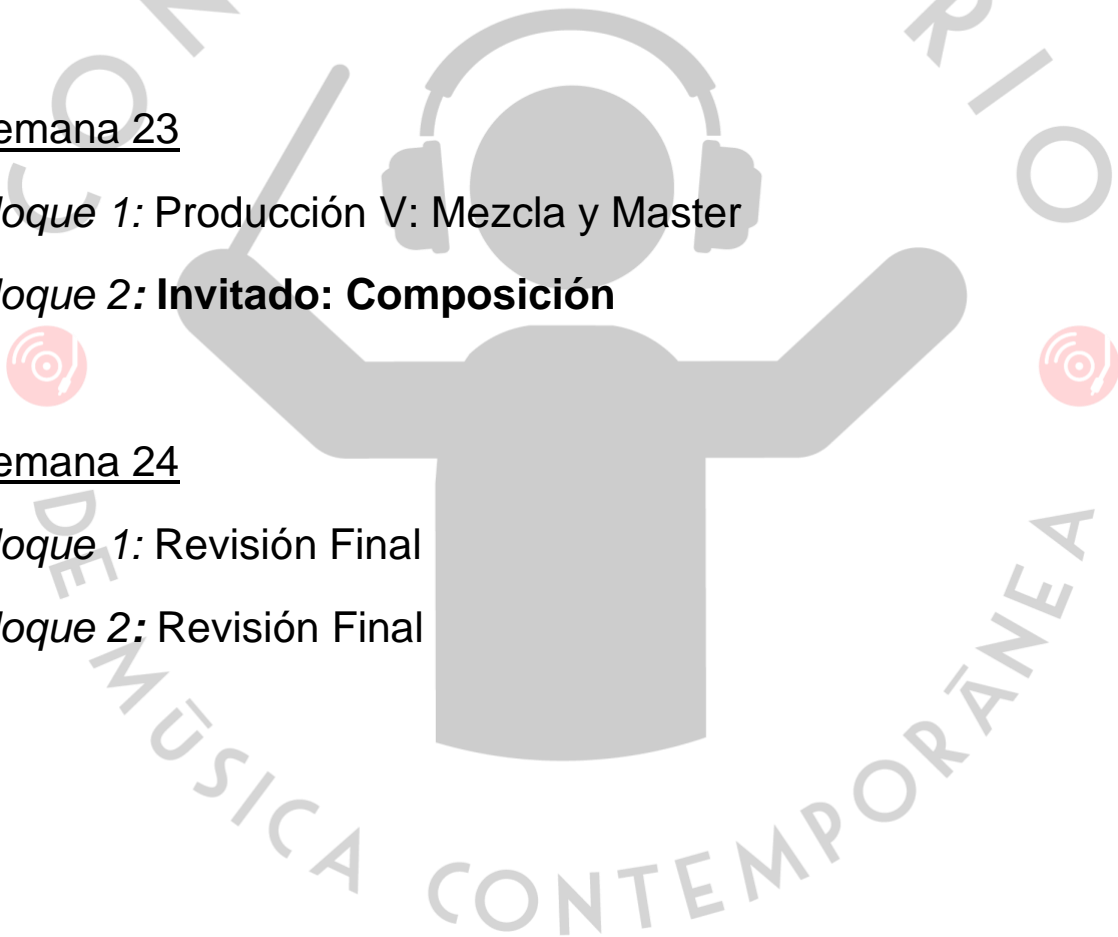 emana 23
loque 1: Producción V: Mezcla y Master
loque 2: Invitado: Composición
emana 24
loque 1: Revisión Final
loque 2: Revisión Final
DE MŪSICA CONTEMPORĀNEA